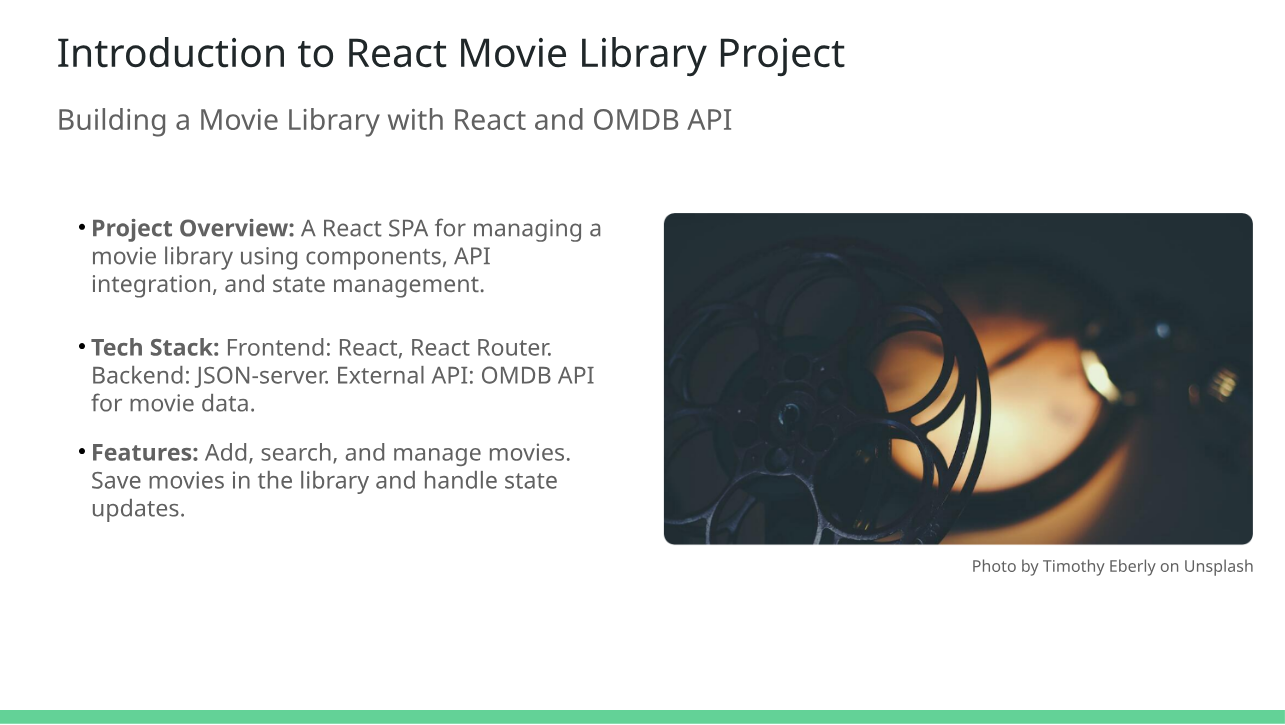 Introduction to React Movie Library Project
Building a Movie Library with React and OMDB API
• Project Overview: A React SPA for managing a
movie library using components, API
integration, and state management.
• Tech Stack: Frontend: React, React Router.
Backend: JSON-server. External API: OMDB API
for movie data.
• Features: Add, search, and manage movies.
Save movies in the library and handle state
updates.
Photo by Timothy Eberly on Unsplash